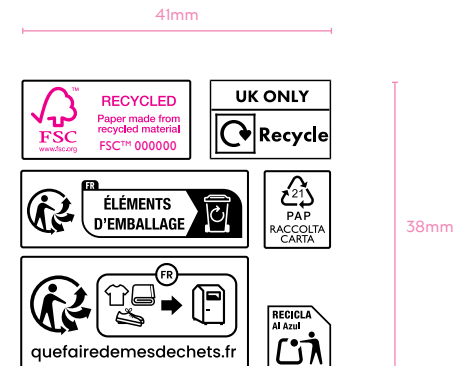 41mm
™
RECYCLED
Paper made from
recycled material
FSC™ 000000
FSC
www.fsc.org
UK ONLY
Recycle
FR
ÉLÉMENTS
D'EMBALLAGE
21
PAP
RACCOLTA
CARTA
38mm
FR
quefairedemesdechets.fr
RECICLA
Al Azul